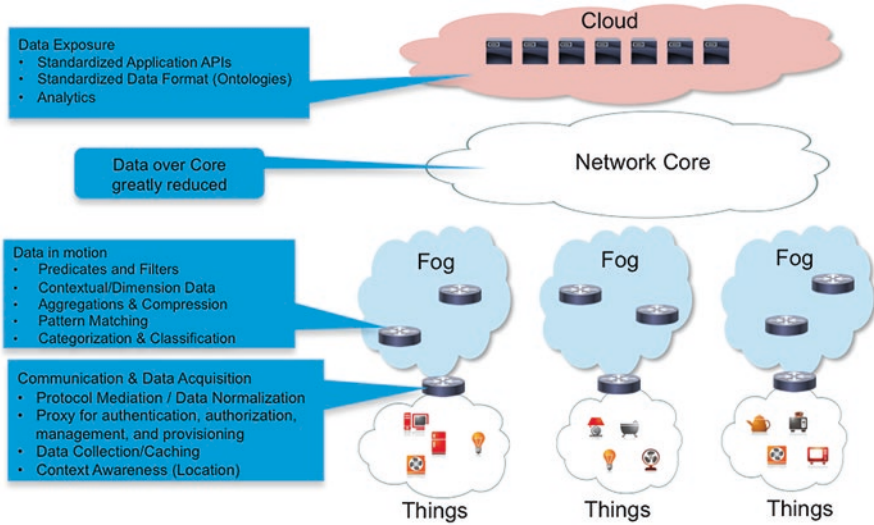 Cloud
Data Exposure
• Standardized Application APIs
• Standardized Data Format (Ontologies)
• Analytics
Data over Core
greatly reduced
Network Core
Data in motion
• Predicates and Filters
• Contextual/Dimension Data
• Aggregations & Compression
• Pattern Matching
• Categorization & Classification
Fog
Fog
Fog
Communication & Data Acquisition
• Protocol Mediation / Data Normalization
• Proxy for authentication, authorization,
management, and provisioning
• Data Collection/Caching
• Context Awareness (Location)
Things
Things
Things